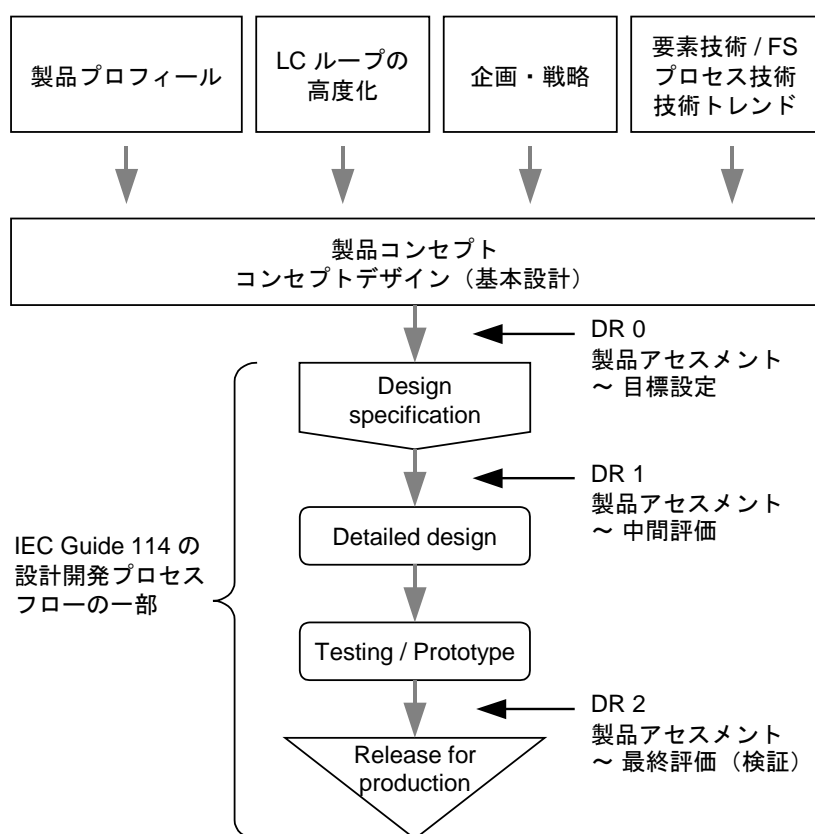 製品プロフィール
LC ループの
高度化
企画・戦略
要素技術 / FS
プロセス技術
技術トレンド
製品コンセプト
コンセプトデザイン（基本設計）
DR 0
製品アセスメント
～ 目標設定
Design
specification
DR 1
製品アセスメント
～ 中間評価
Detailed design
IEC Guide 114 の
設計開発プロセス
フローの一部
Testing / Prototype
DR 2
製品アセスメント
～ 最終評価（検証）
Release for
production